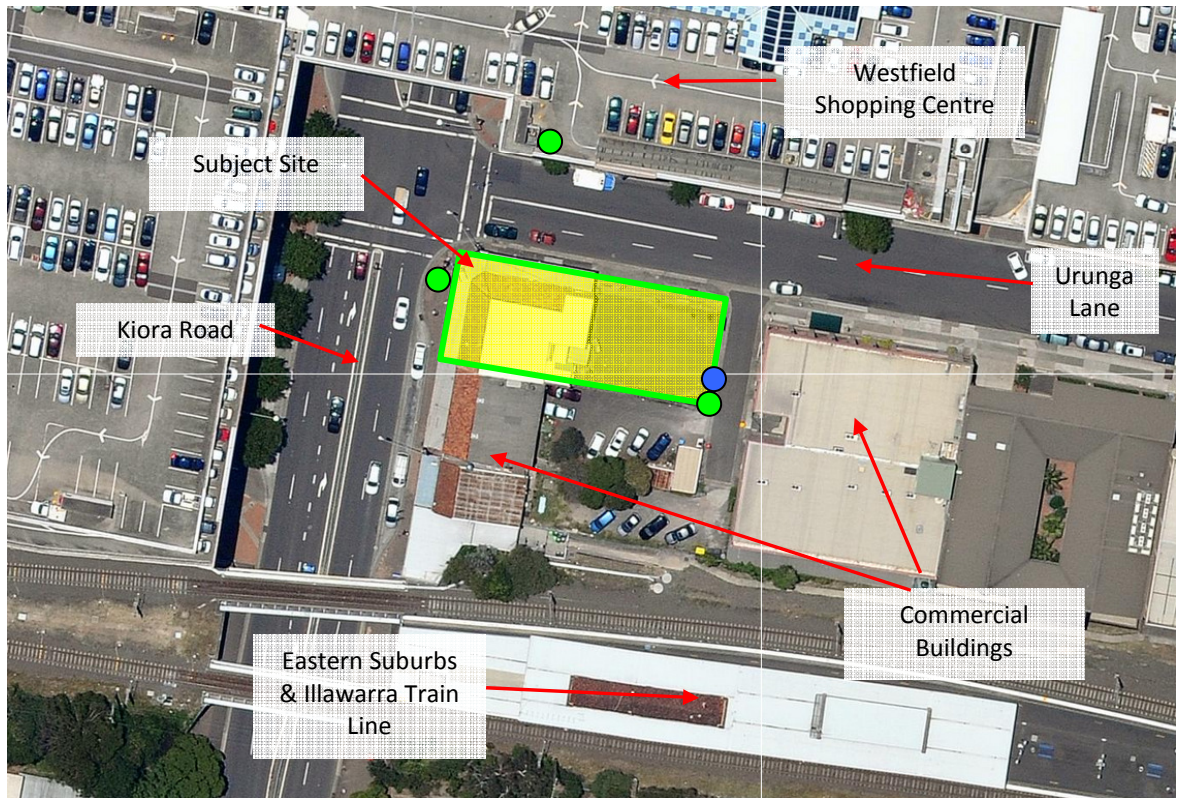 Westfield
Shopping Centre
Subject Site
Urunga
Lane
Kiora Road
Commercial
Buildings
Eastern Suburbs
& Illawarra Train
Line